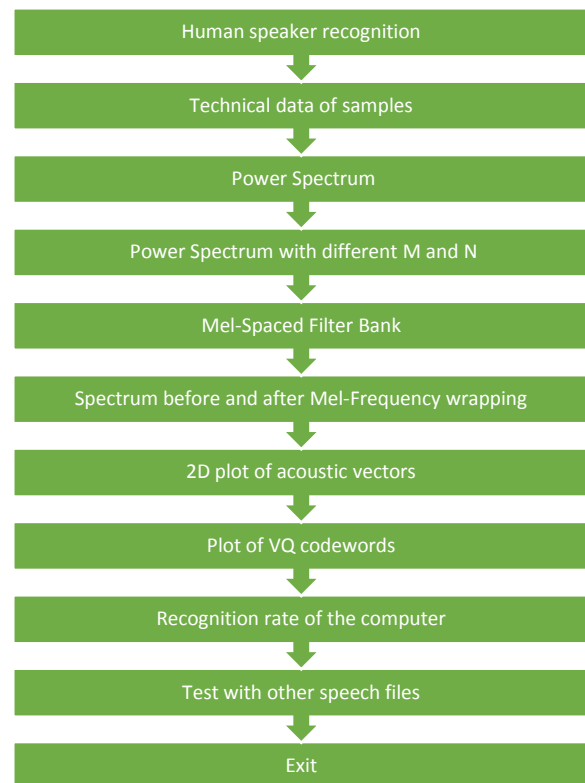 Human speaker recognition
Technical data of samples
Power Spectrum
Power Spectrum with different M and N
Mel-Spaced Filter Bank
Spectrum before and after Mel-Frequency wrapping
2D plot of acoustic vectors
Plot of VQ codewords
Recognition rate of the computer
Test with other speech files
Exit